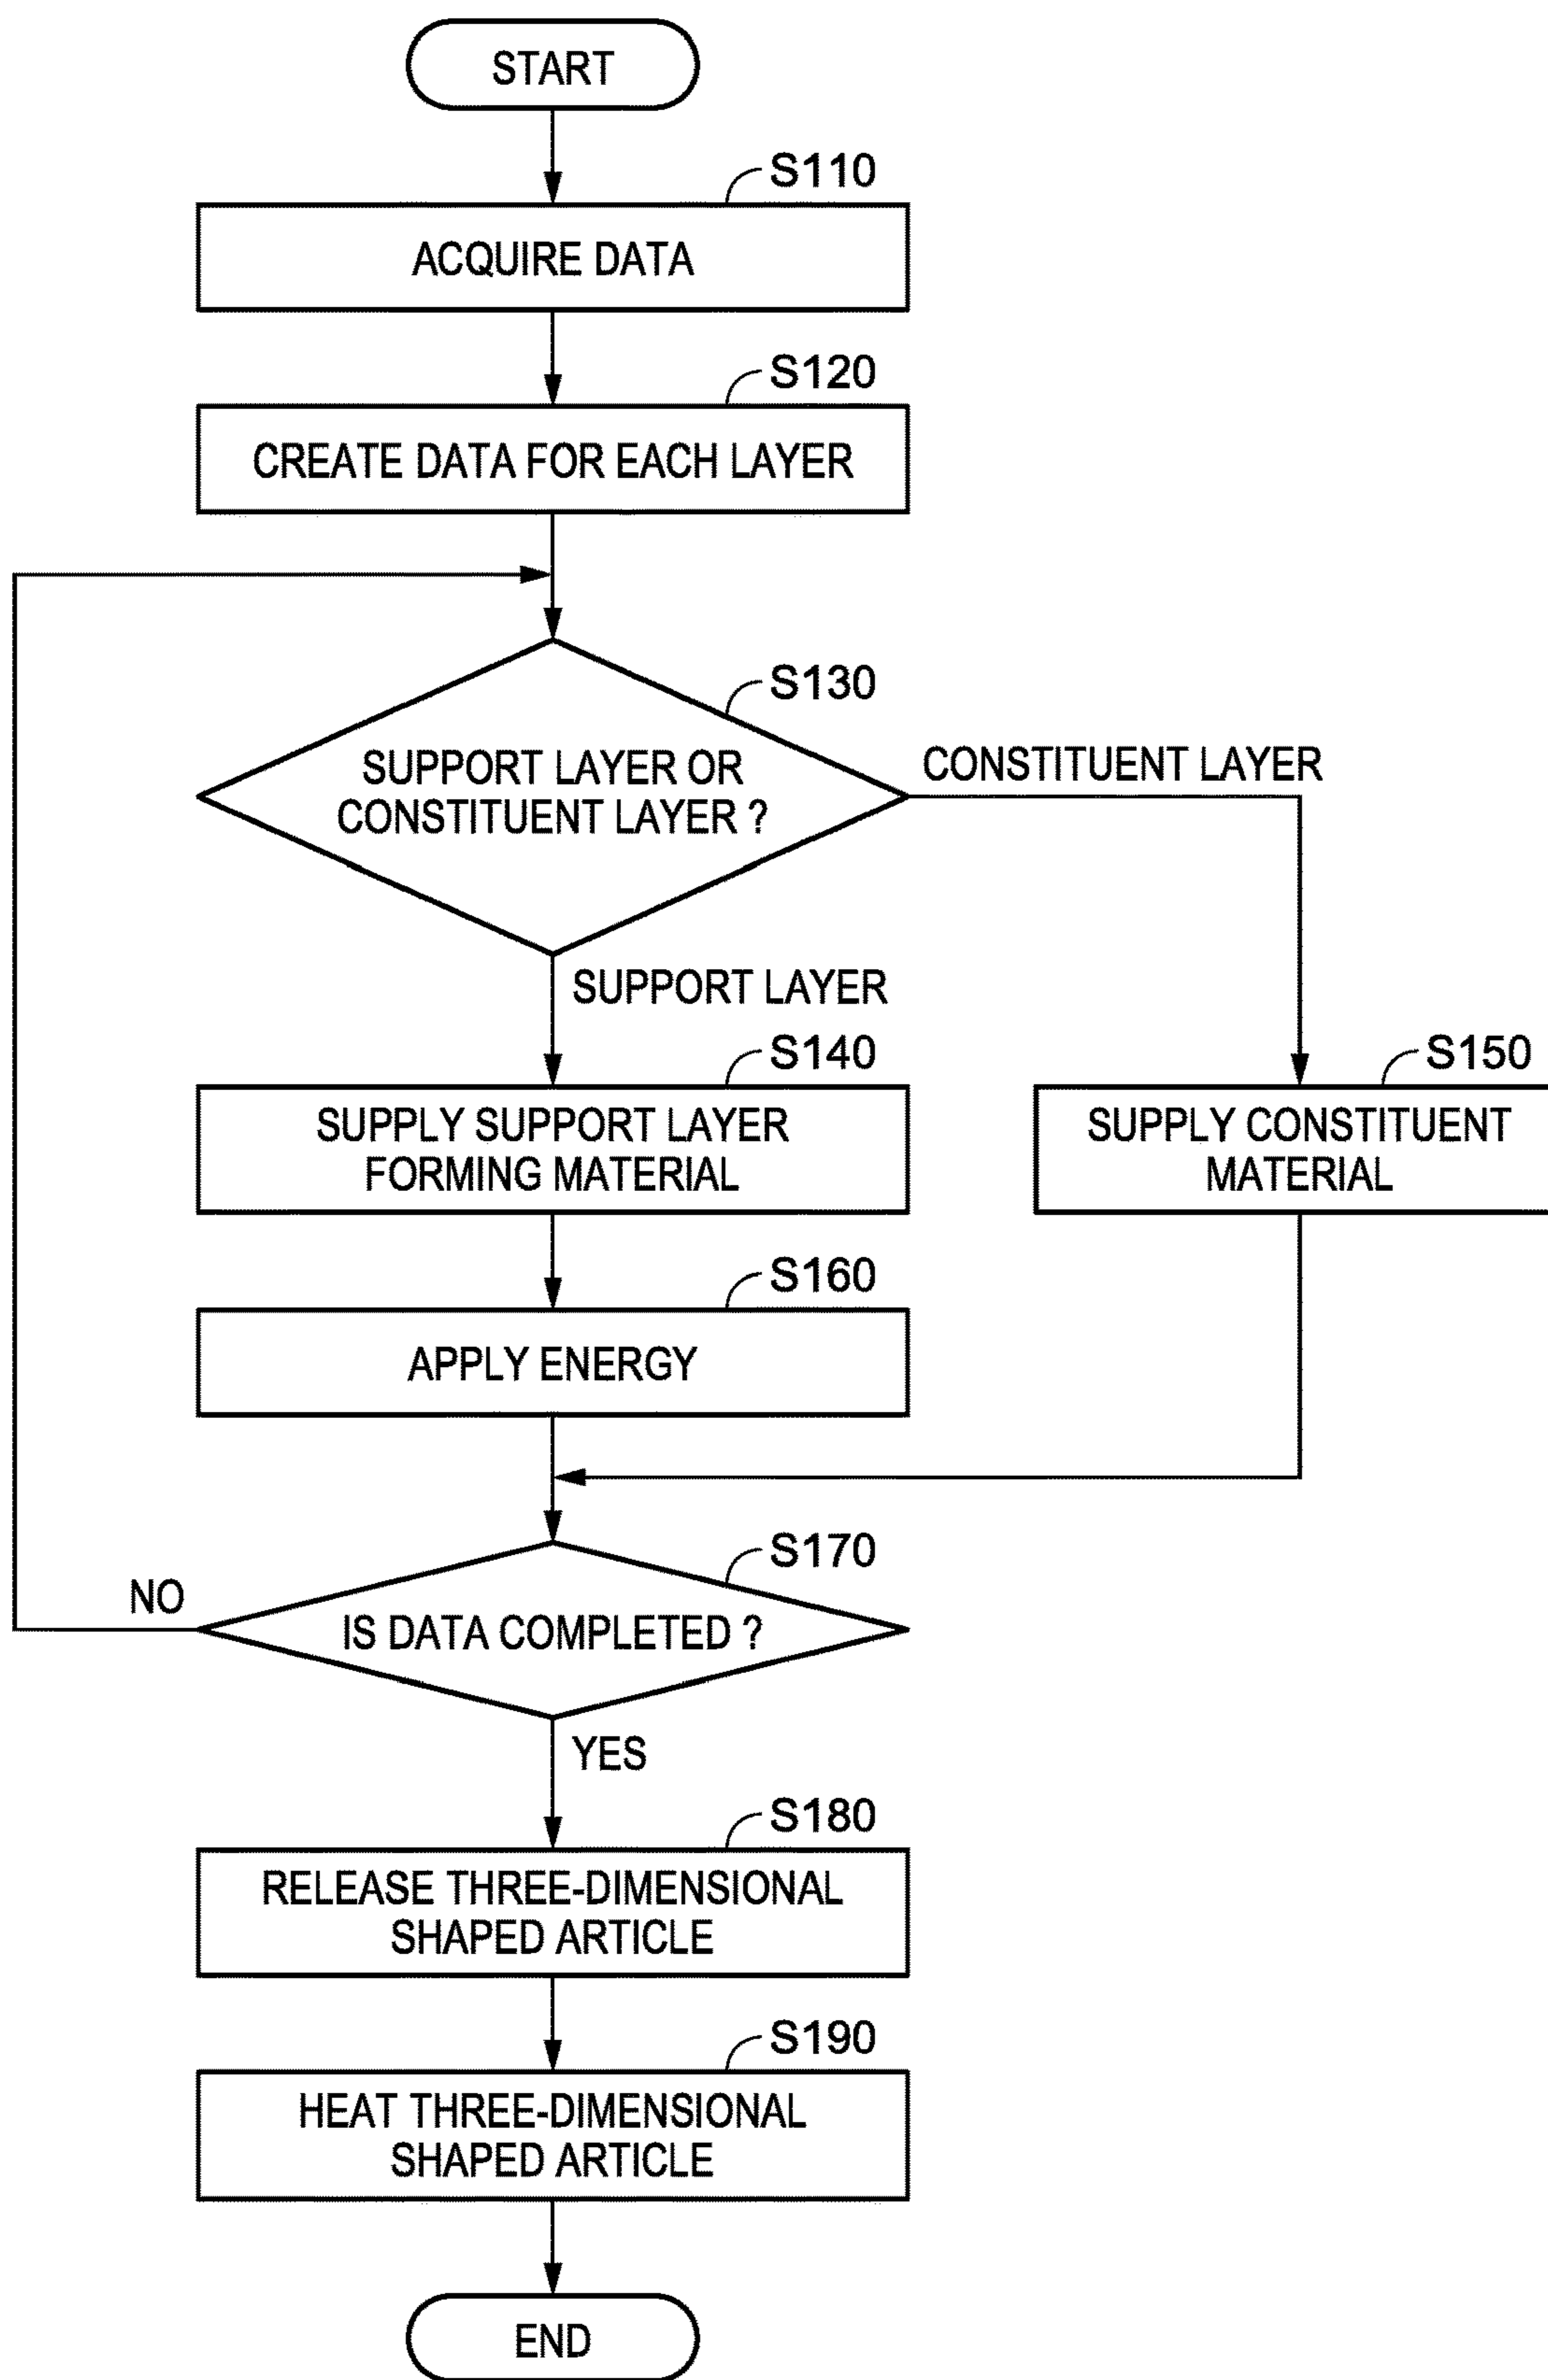 START
S110
ACQUIRE DATA
S120
CREATE DATA FOR EACH LAYER
S130
SUPPORT LAYER OR
CONSTITUENT LAYER ?
CONSTITUENT LAYER
SUPPORT LAYER
S140
SUPPLY SUPPORT LAYER
FORMING MATERIAL
S150
SUPPLY CONSTITUENT
MATERIAL
S160
APPLY ENERGY
S170
IS DATA COMPLETED ?
NO
YES
S180
RELEASE THREE-DIMENSIONAL
SHAPED ARTICLE
S190
HEAT THREE-DIMENSIONAL
SHAPED ARTICLE
END